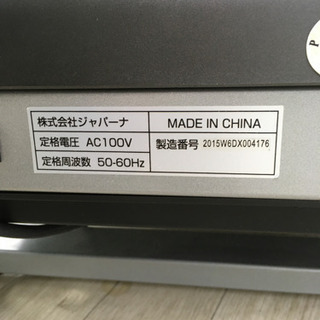 株式会社ジャバーナ
MADE IN CHINA
定格電圧 AC100V
製造番号 2015W6DX004176
定格周波数 50-60Hz
P